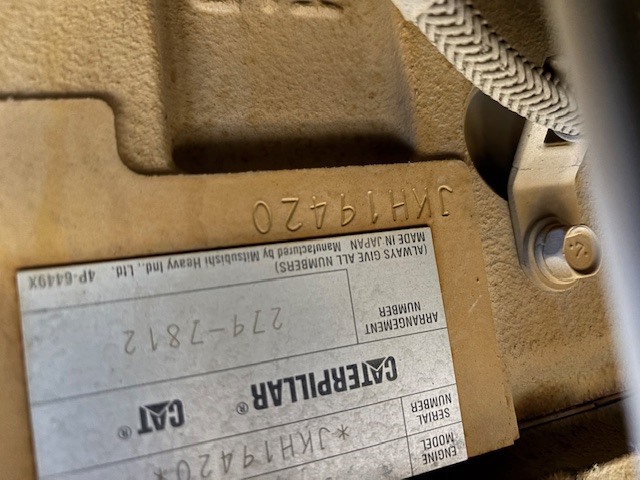 ENGINE
MODEL
SERIAL
NUMBER
*JKH19420*
CATERPILLAR® CAT®
ARRANGEMENT
NUMBER
279-7812
(ALWAYS GIVE ALL NUMBERS)
MADE IN JAPAN Manufactured by Mitsubishi Heavy Ind., Ltd. 4P-6449X
JKH19420